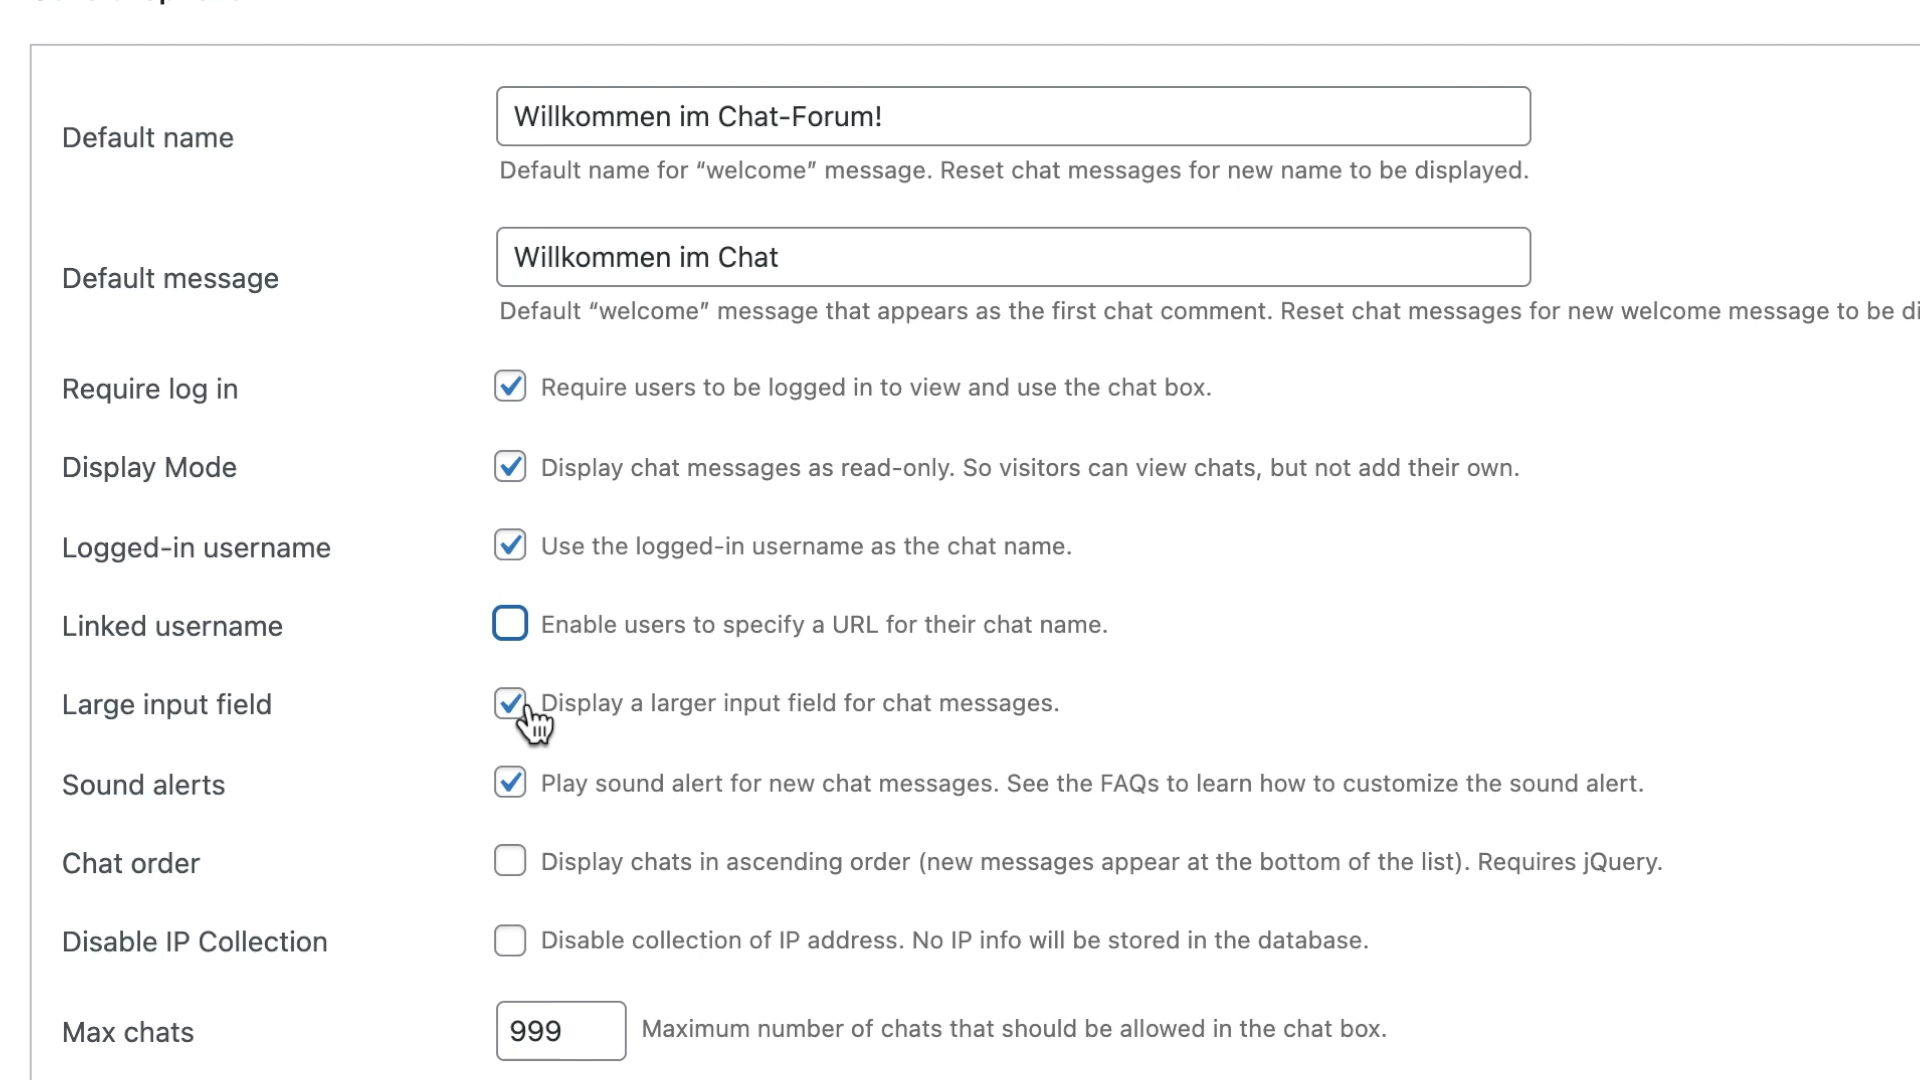 Default name
Willkommen im Chat-Forum!
Default name for “welcome” message. Reset chat messages for new name to be displayed.
Default message
Willkommen im Chat
Default “welcome” message that appears as the first chat comment. Reset chat messages for new welcome message to be di
Require log in
Require users to be logged in to view and use the chat box.
Display Mode
Display chat messages as read-only. So visitors can view chats, but not add their own.
Logged-in username
Use the logged-in username as the chat name.
Linked username
Enable users to specify a URL for their chat name.
Large input field
Display a larger input field for chat messages.
Sound alerts
Play sound alert for new chat messages. See the FAQs to learn how to customize the sound alert.
Chat order
Display chats in ascending order (new messages appear at the bottom of the list). Requires jQuery.
Disable IP Collection
Disable collection of IP address. No IP info will be stored in the database.
Max chats
999
Maximum number of chats that should be allowed in the chat box.